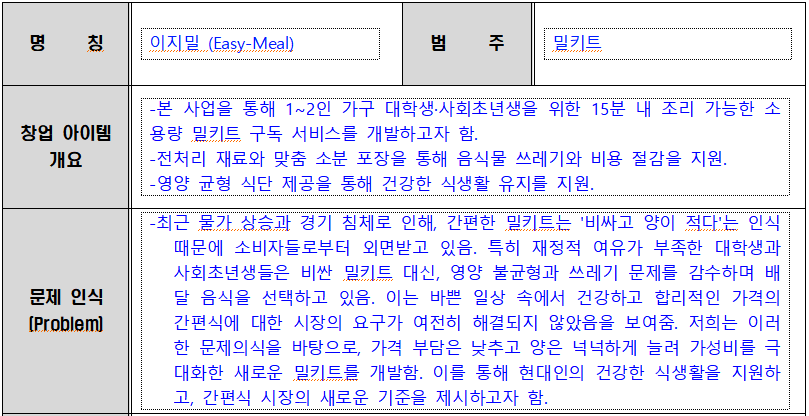 명 칭 이지밀 (Easy-Meal) 범 주 밀키트
창업 아이템
개요
-본 사업을 통해 1~2인 가구 대학생·사회초년생을 위한 15분 내 조리 가능한 소
용량 밀키트 구독 서비스를 개발하고자 함.
-전처리 재료와 맞춤 소분 포장을 통해 음식물 쓰레기와 비용 절감을 지원.
-영양 균형 식단 제공을 통해 건강한 식생활 유지를 지원.
문제 인식
(Problem)
-최근 물가 상승과 경기 침체로 인해, 간편한 밀키트는 '비싸고 양이 적다'는 인식
때문에 소비자들로부터 외면받고 있음. 특히 재정적 여유가 부족한 대학생과
사회초년생들은 비싼 밀키트 대신, 영양 불균형과 쓰레기 문제를 감수하며 배
달 음식을 선택하고 있음. 이는 바쁜 일상 속에서 건강하고 합리적인 가격의
간편식에 대한 시장의 요구가 여전히 해결되지 않았음을 보여줌. 저희는 이러
한 문제의식을 바탕으로, 가격 부담은 낮추고 양은 넉넉하게 늘려 가성비를 극
대화한 새로운 밀키트를 개발함. 이를 통해 현대인의 건강한 식생활을 지원하
고, 간편식 시장의 새로운 기준을 제시하고자 함.